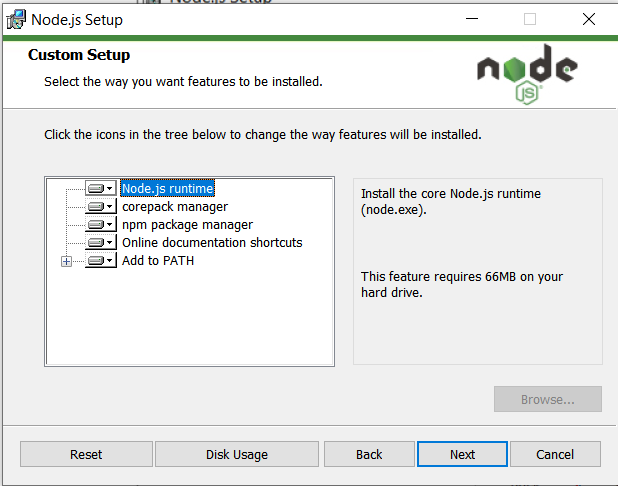 Node.js Setup
Node.js Setup
Custom Setup
Select the way you want features to be installed.
node
JS
Click the icons in the tree below to change the way features will be installed.
Node.js runtime
corepack manager
npm package manager
Online documentation shortcuts
Add to PATH
Install the core Node.js runtime
(node.exe).
This feature requires 66MB on your
hard drive.
Browse...
Reset
Disk Usage
Back
Next
Cancel